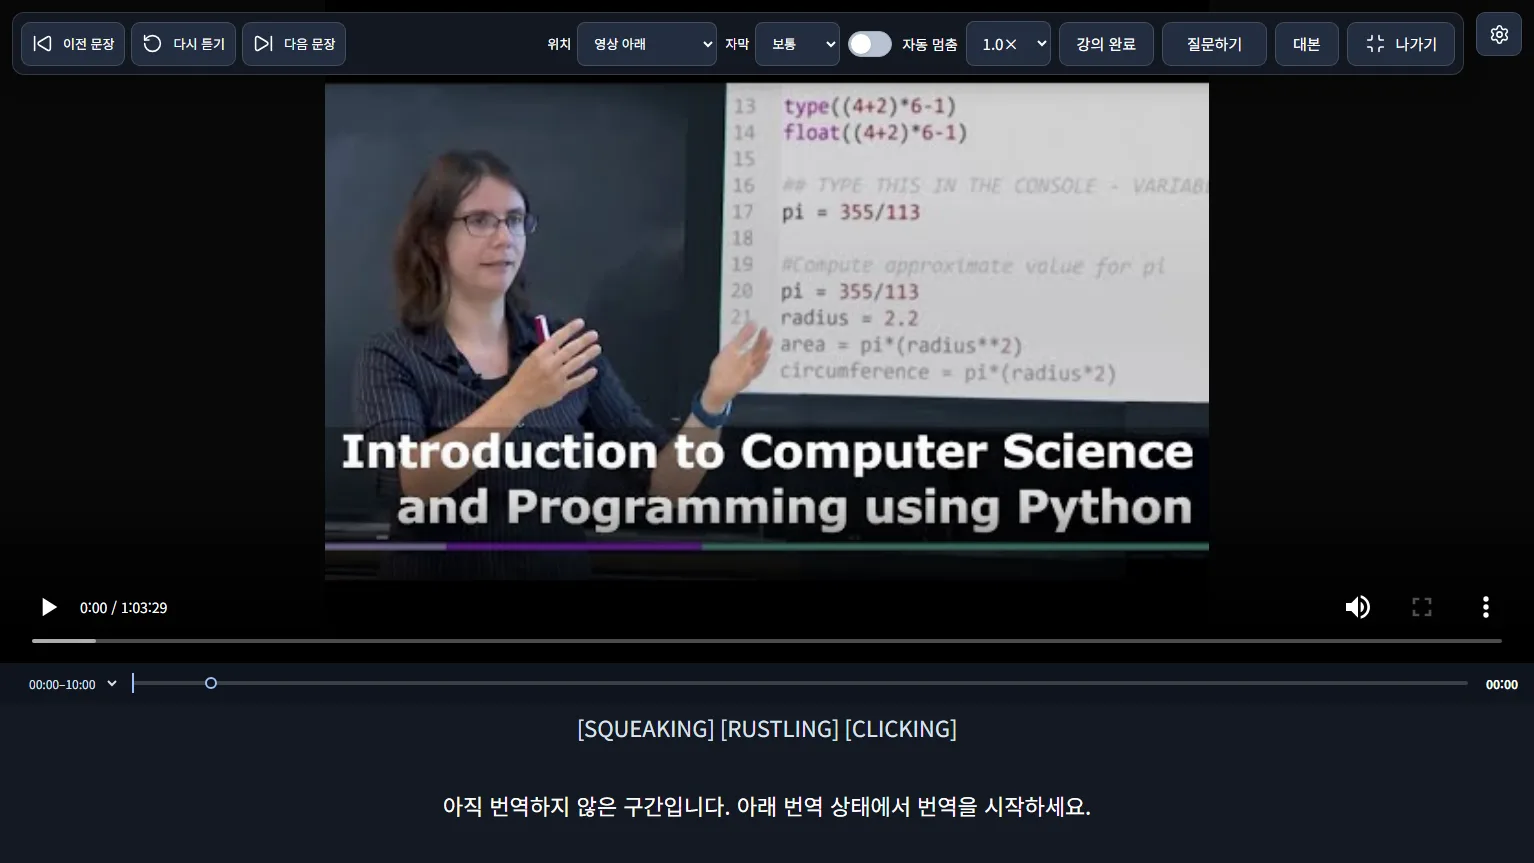 이전 문장 다시 듣기 다음 문장 위치 영상 아래 자막 보통 자동 멈춤 1.0× 강의 완료 질문하기 대본 나가기
13 type((4+2)*6-1)
14 float((4+2)*6-1)
15
16 ## TYPE THIS IN THE CONSOLE - VARIABL
17 pi = 355/113
18
19 #Compute approximate value for pi
20 pi = 355/113
21 radius = 2.2
area = pi*(radius**2)
circumference = pi*(radius*2)
Introduction to Computer Science
and Programming using Python
0:00 / 1:03:29
00:00–10:00 00:00
[SQUEAKING] [RUSTLING] [CLICKING]
아직 번역하지 않은 구간입니다. 아래 번역 상태에서 번역을 시작하세요.